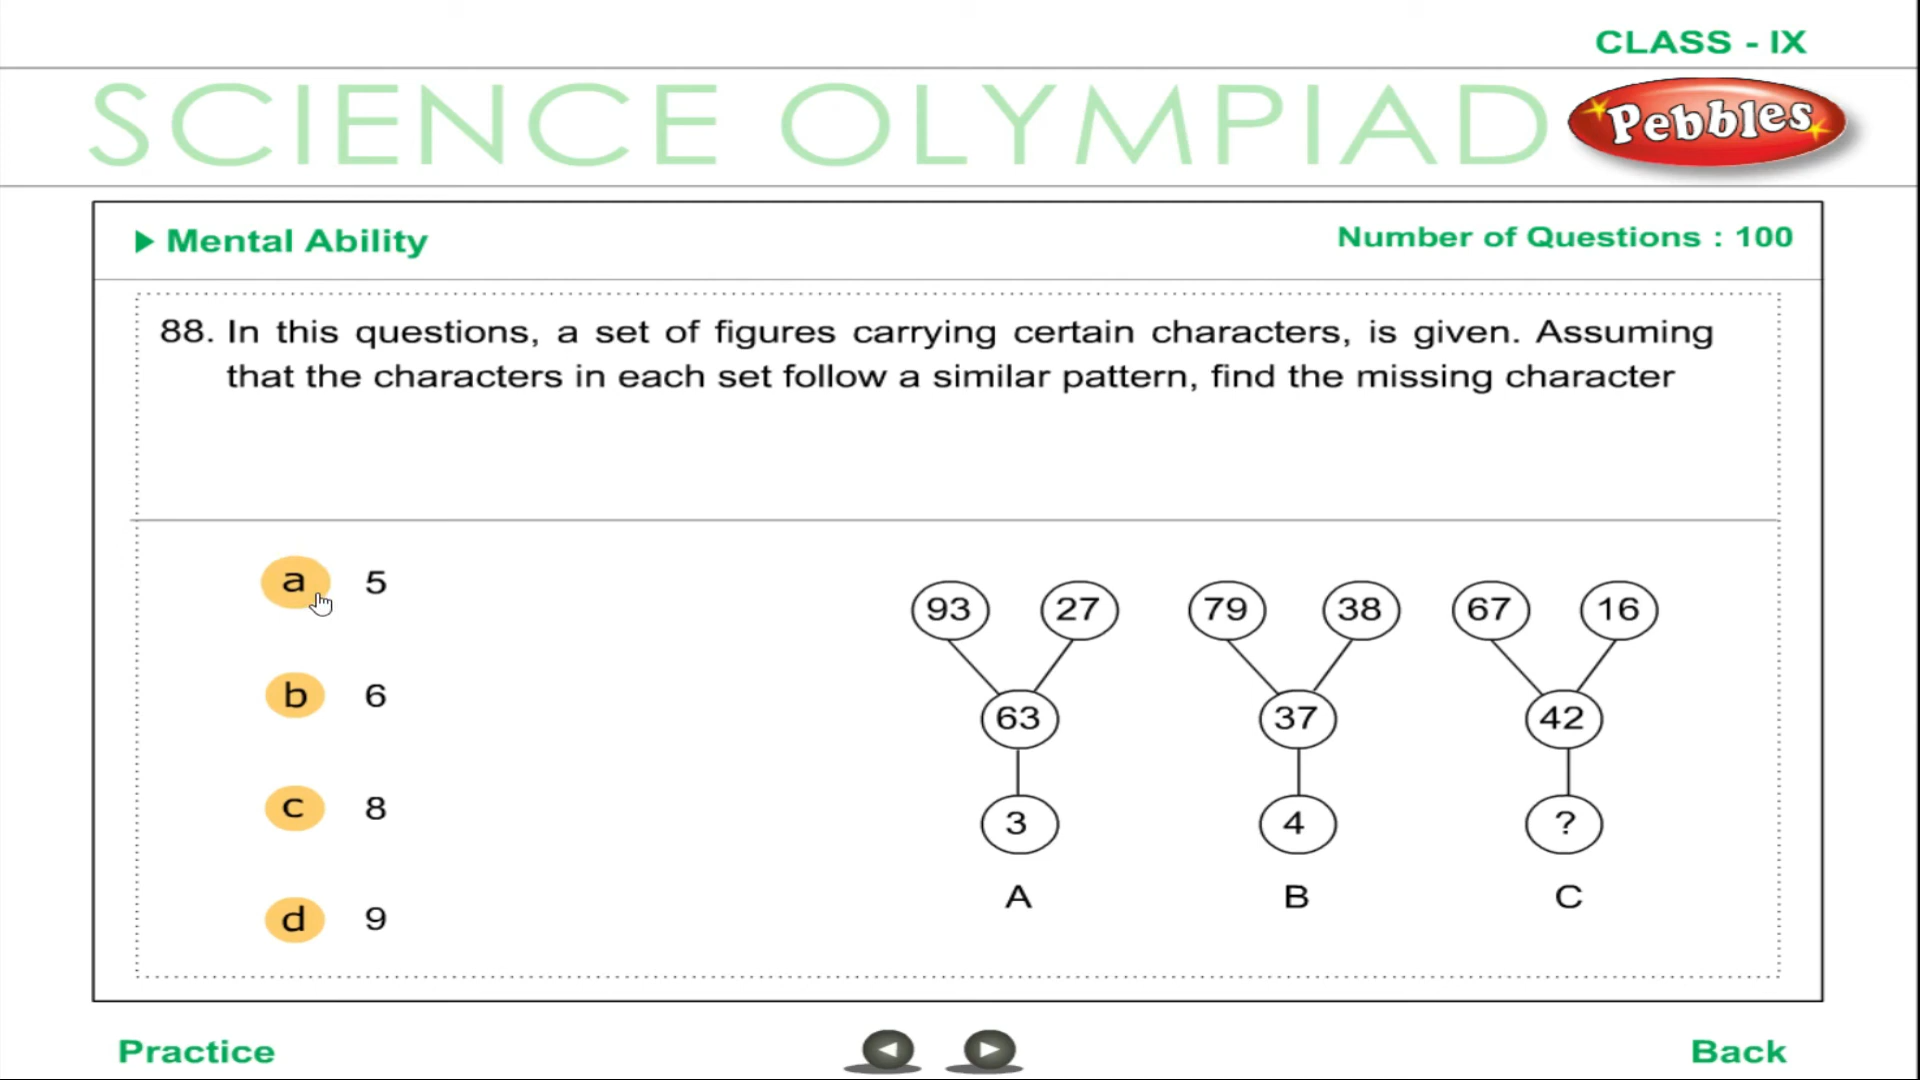 CLASS - IX
SCIENCE OLYMPIAD
Pebbles
Mental Ability
Number of Questions : 100
88. In this questions, a set of figures carrying certain characters, is given. Assuming
that the characters in each set follow a similar pattern, find the missing character
a 5
b 6
c 8
d 9
93 27 79 38 67 16
63 37 42
3 4 ?
A B C
Practice
Back